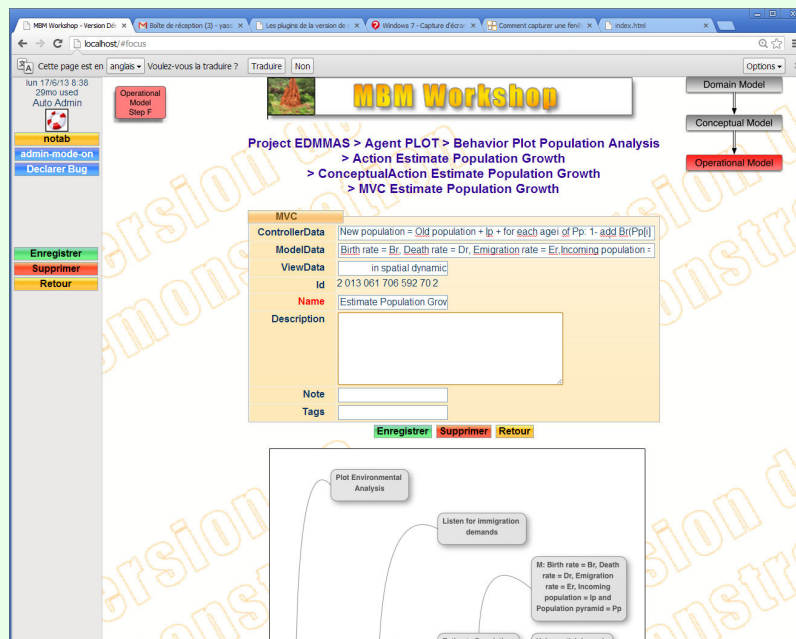 MBM Workshop - Version Dér
Boîte de réception (3) - yass
Les plugins de la version de
Windows 7 - Capture d'écran
Comment capturer une fenê
index.html
localhost/#focus
Cette page est en anglais Voulez-vous la traduire ? Traduire Non Options
lun 17/6/13 8:38
29mo used
Auto Admin
notab
admin-mode-on
Declarer Bug
Enregistrer
Supprimer
Retour
Operational
Model
Step F
MBM Workshop
Domain Model
Conceptual Model
Operational Model
Project EDMMAS > Agent PLOT > Behavior Plot Population Analysis
> Action Estimate Population Growth
> ConceptualAction Estimate Population Growth
> MVC Estimate Population Growth
MVC
ControllerData New population = Old population + Ip + for each agei of Pp: 1- add Br(Pp[i]
ModelData Birth rate = Br, Death rate = Dr, Emigration rate = Er,Incoming population =
ViewData in spatial dynamic
Id 2 013 061 706 592 70 2
Name Estimate Population Grov
Description
Note
Tags
Enregistrer Supprimer Retour
Plot Environmental
Analysis
Listen for immigration
demands
M: Birth rate = Br, Death
rate = Dr, Emigration
rate = Er, Incoming
population = Ip and
Population pyramid = Pp